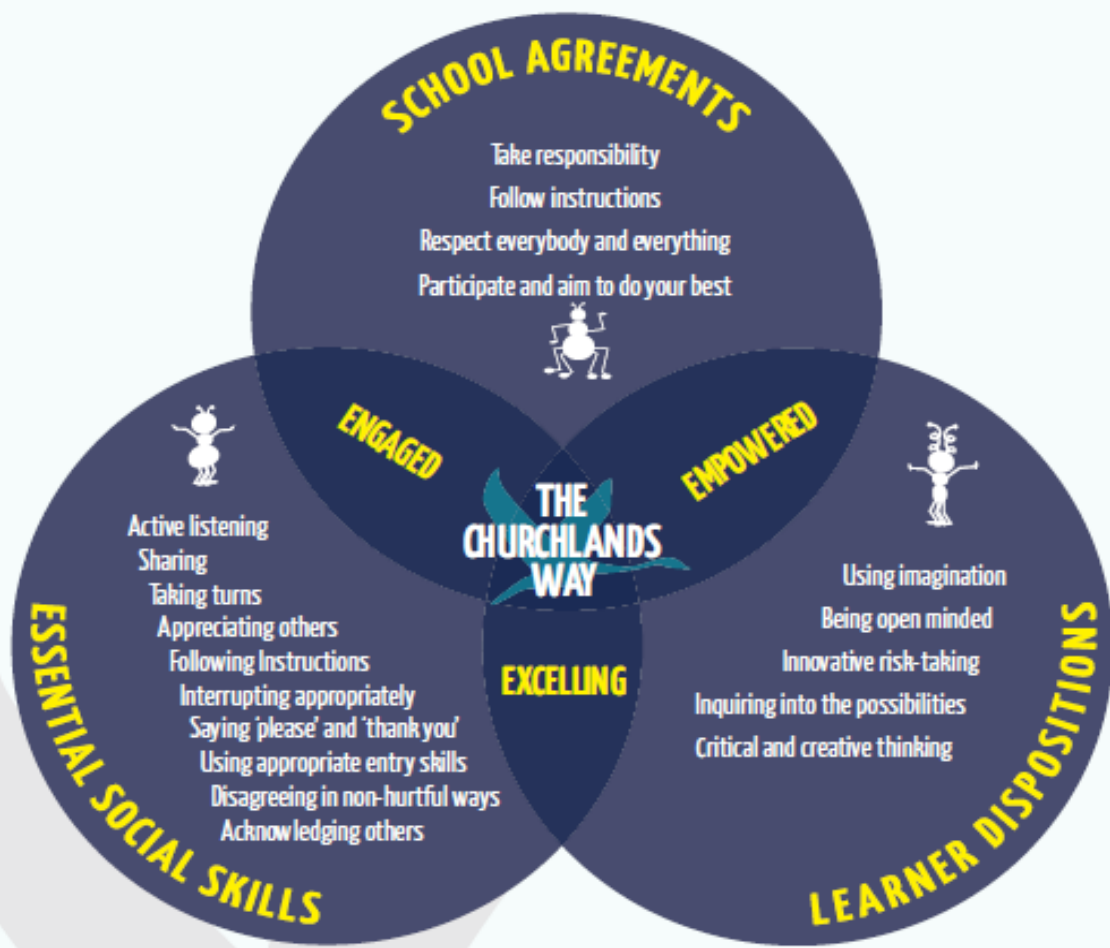 SCHOOL AGREEMENTS
Take responsibility
Follow instructions
Respect everybody and everything
Participate and aim to do your best
ENGAGED
EMPOWERED
THE
CHURCHLANDS
WAY
EXCELLING
Active listening
Sharing
Taking turns
Appreciating others
Following Instructions
Interrupting appropriately
Saying ‘please’ and ‘thank you’
Using appropriate entry skills
Disagreeing in non-hurtful ways
Acknowledging others
ESSENTIAL SOCIAL SKILLS
Using imagination
Being open minded
Innovative risk-taking
Inquiring into the possibilities
Critical and creative thinking
LEARNER DISPOSITIONS